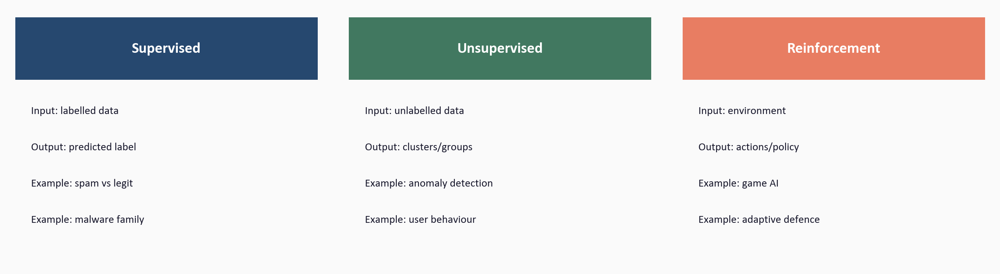 Supervised
Input: labelled data
Output: predicted label
Example: spam vs legit
Example: malware family
Unsupervised
Input: unlabelled data
Output: clusters/groups
Example: anomaly detection
Example: user behaviour
Reinforcement
Input: environment
Output: actions/policy
Example: game AI
Example: adaptive defence